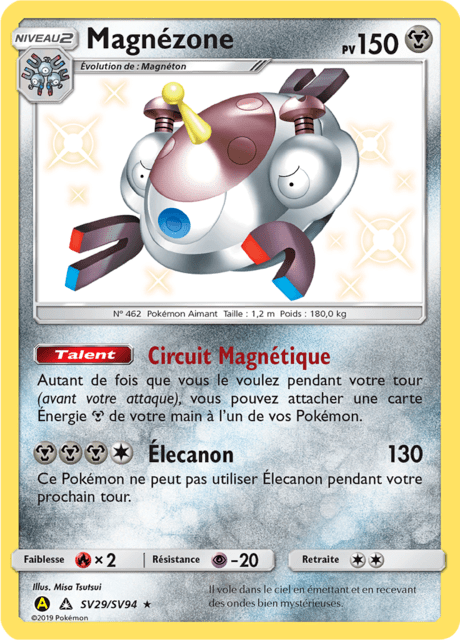 NIVEAU 2
Magnézone
PV 150
Évolution de : Magnéton
N° 462 Pokémon Aimant Taille : 1,2 m Poids : 180,0 kg
Talent Circuit Magnétique
Autant de fois que vous le voulez pendant votre tour
(avant votre attaque), vous pouvez attacher une carte
Énergie de votre main à l'un de vos Pokémon.
Élecanon 130
Ce Pokémon ne peut pas utiliser Élecanon pendant votre
prochain tour.
Faiblesse × 2 Résistance -20 Retraite
Illus. Misa Tsutsui
A SV29/SV94 ★
©2019 Pokémon
Il vole dans le ciel en émettant et en recevant
des ondes bien mystérieuses.